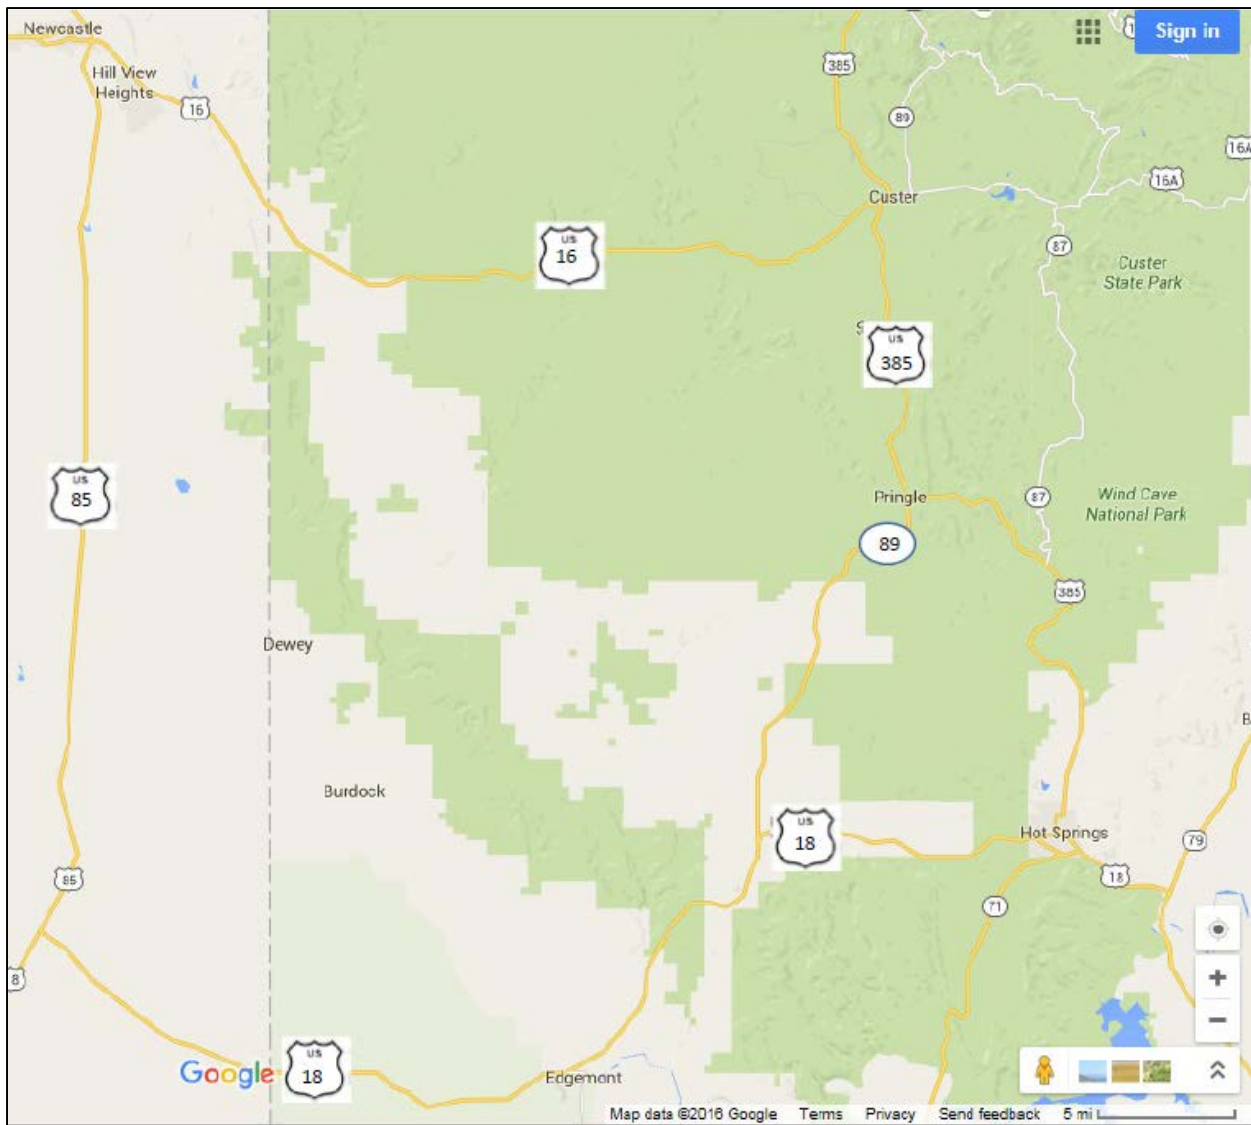 Newcastle
Sign in
385
Hill View
Heights
16
89
16A
16A
Custer
US
16
87
Custer
State Park
US
385
US
85
Pringle
87
Wind Cave
National Park
89
385
Dewey
Burdock
US
18
Hot Springs
79
85
18
71
8
Google
US
18
Edgemont
Map data ©2016 Google Terms Privacy Send feedback 5 mi